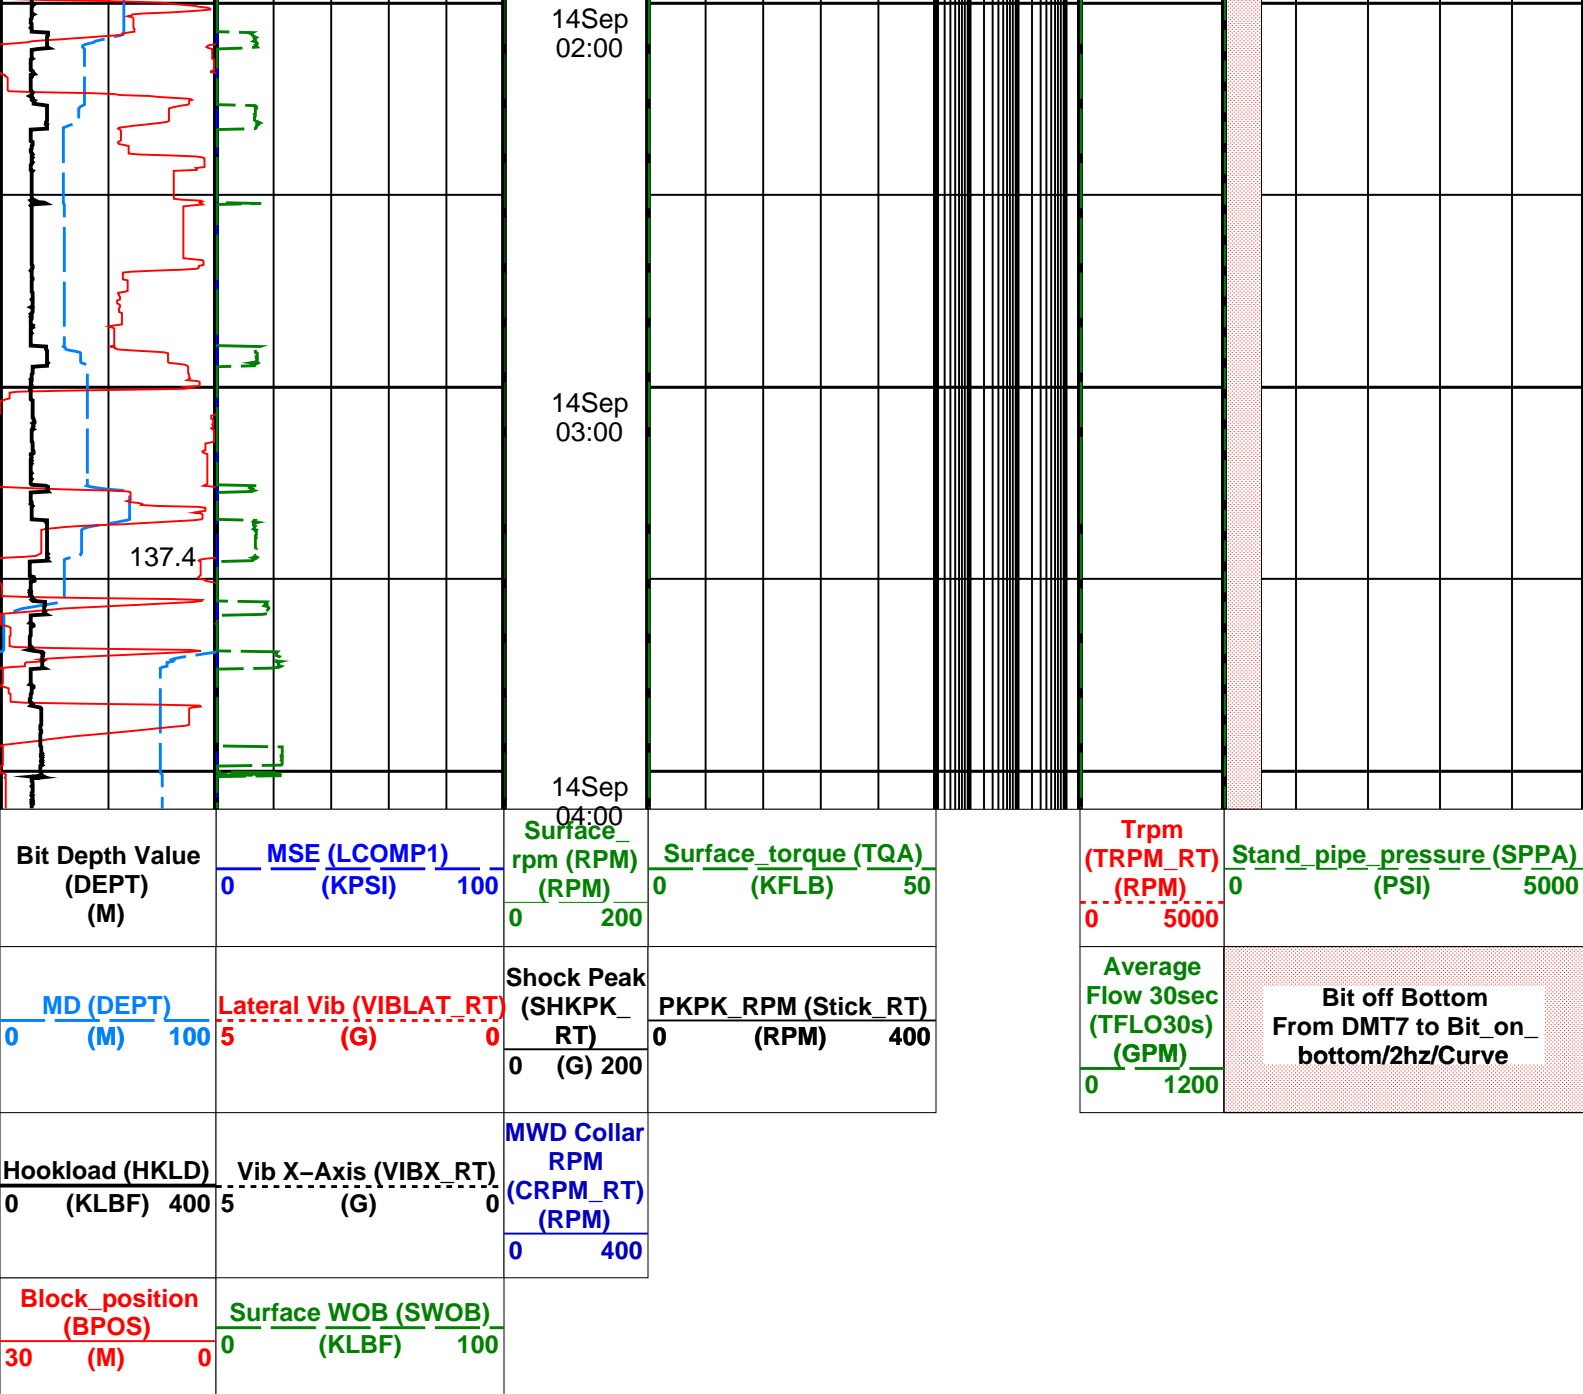 14Sep
02:00
14Sep
03:00
137.4
14Sep
04:00
Bit Depth Value
(DEPT)
(M)
MSE (LCOMP1)
0 (KPSI) 100
Surface_
rpm (RPM)
(RPM)
0 200
Surface_torque (TQA)
0 (KFLB) 50
Trpm
(TRPM_RT)
(RPM)
0 5000
Stand_pipe_pressure (SPPA)
0 (PSI) 5000
MD (DEPT)
0 (M) 100
Lateral Vib (VIBLAT_RT)
5 (G) 0
Shock Peak
(SHKPK_
RT)
0 (G) 200
PKPK_RPM (Stick_RT)
0 (RPM) 400
Average
Flow 30sec
(TFLO30s)
(GPM)
0 1200
Bit off Bottom
From DMT7 to Bit_on_
bottom/2hz/Curve
Hookload (HKLD)
0 (KLBF) 400
Vib X−Axis (VIBX_RT)
5 (G) 0
MWD Collar
RPM
(CRPM_RT)
(RPM)
0 400
Block_position
(BPOS)
30 (M) 0
Surface WOB (SWOB)
0 (KLBF) 100